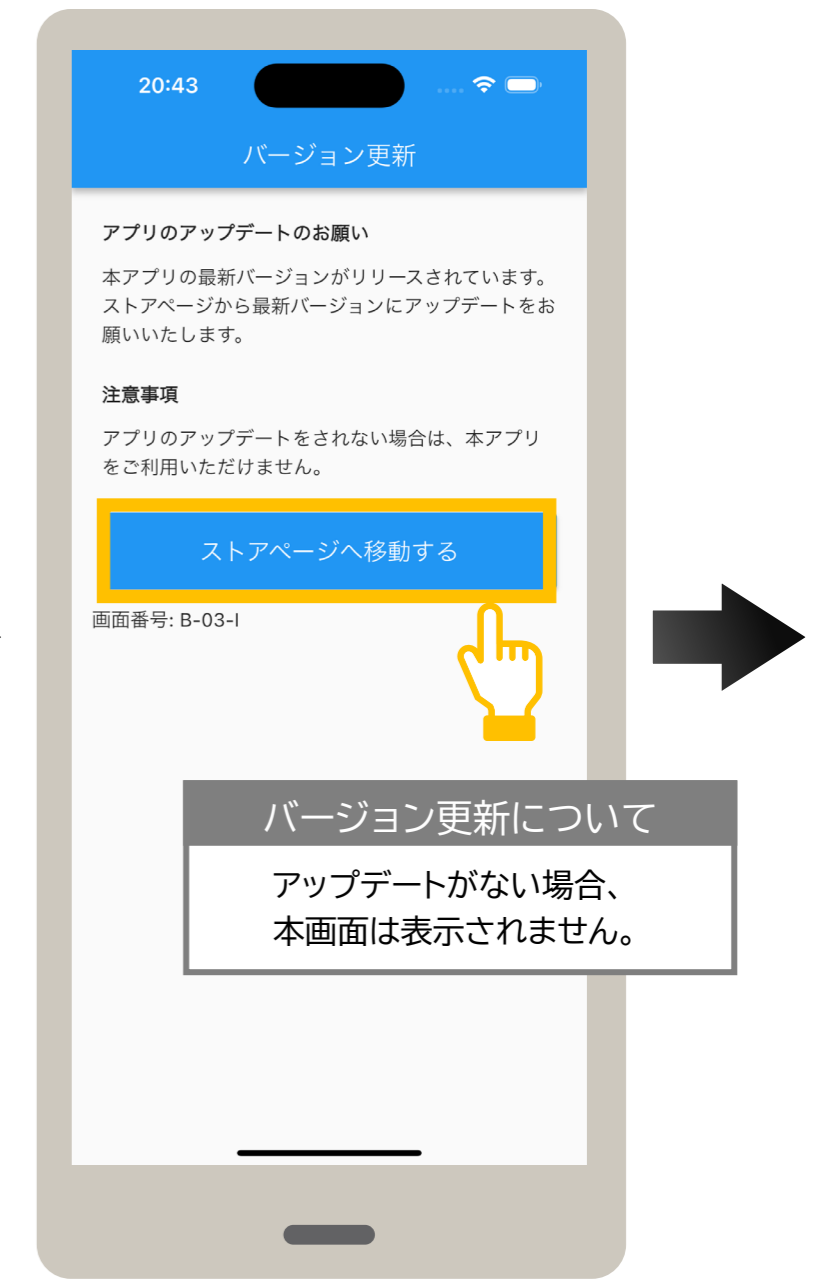 20:43
バージョン更新
アプリのアップデートのお願い
本アプリの最新バージョンがリリースされています。
ストアページから最新バージョンにアップデートをお
願いいたします。
注意事項
アプリのアップデートをされない場合は、本アプリ
をご利用いただけません。
ストアページへ移動する
画面番号: B-03-I
バージョン更新について
アップデートがない場合、
本画面は表示されません。